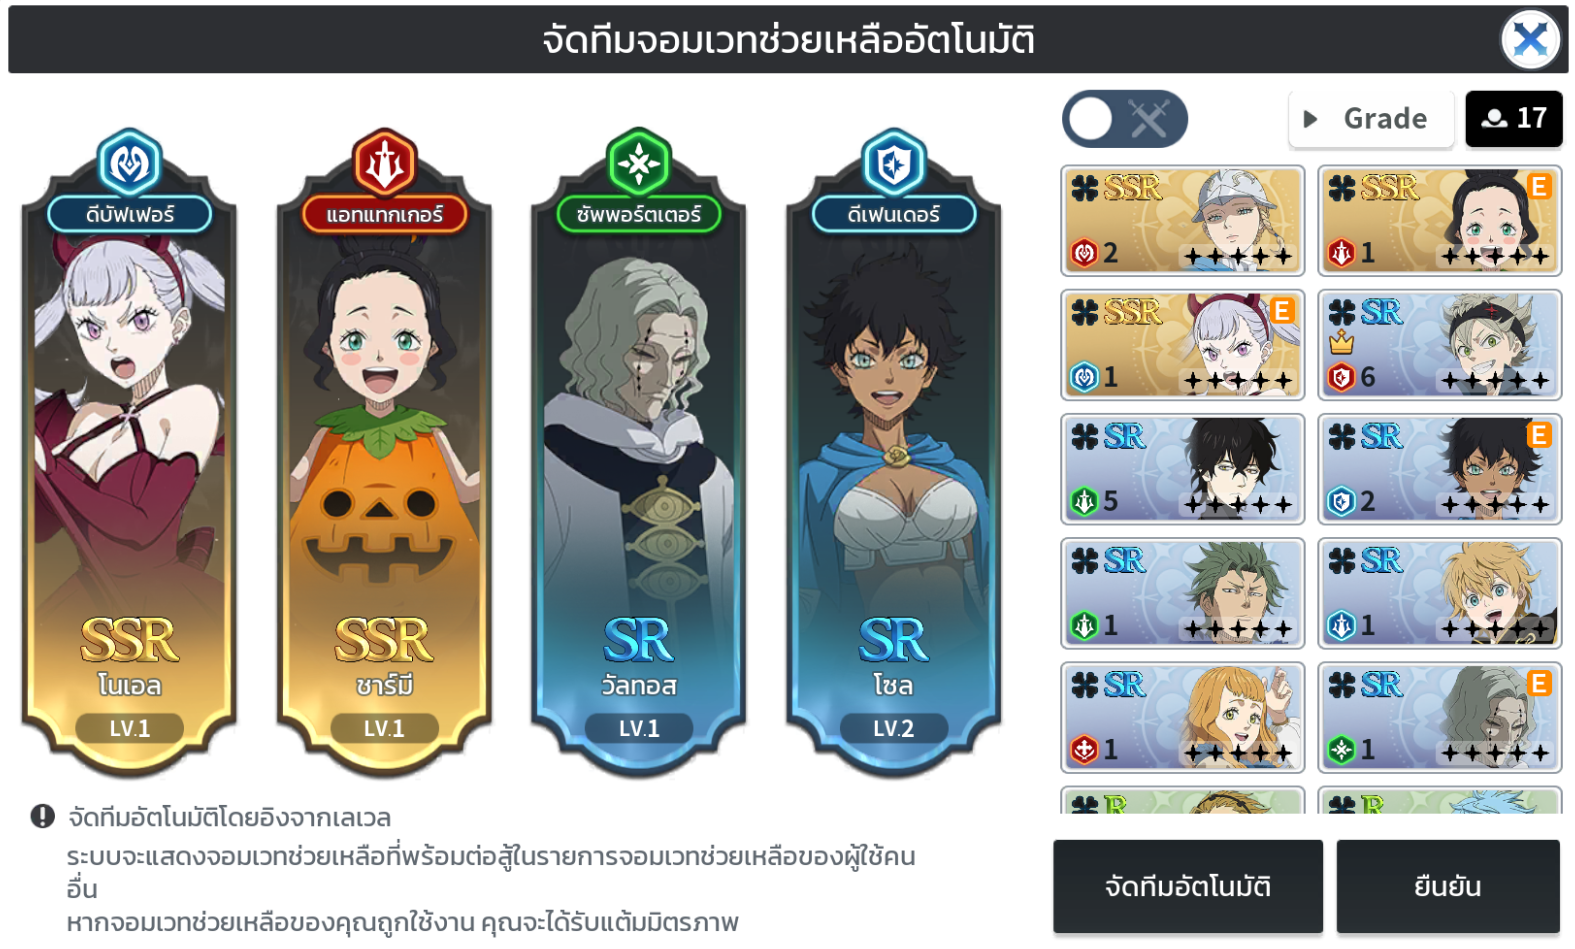 จัดทีมจอมเวทช่วยเหลืออัตโนมัติ
ดีบัฟเฟอร์
แอทแทกเกอร์
ซัพพอร์ตเตอร์
ดีเฟนเดอร์
SSR
SSR
SR
SR
โนเอล
ชาร์มี
วัลทอส
โซล
LV.1
LV.1
LV.1
LV.2
จัดทีมอัตโนมัติโดยอิงจากเลเวล
ระบบจะแสดงจอมเวทช่วยเหลือที่พร้อมต่อสู้ในรายการจอมเวทช่วยเหลือของผู้ใช้คน
อื่น
หากจอมเวทช่วยเหลือของคุณถูกใช้งาน คุณจะได้รับแต้มมิตรภาพ
Grade
17
SSR
2
SSR
E
1
SSR
E
1
SR
6
SR
5
SR
E
2
SR
1
SR
1
SR
1
SR
E
1
R
R
จัดทีมอัตโนมัติ
ยืนยัน